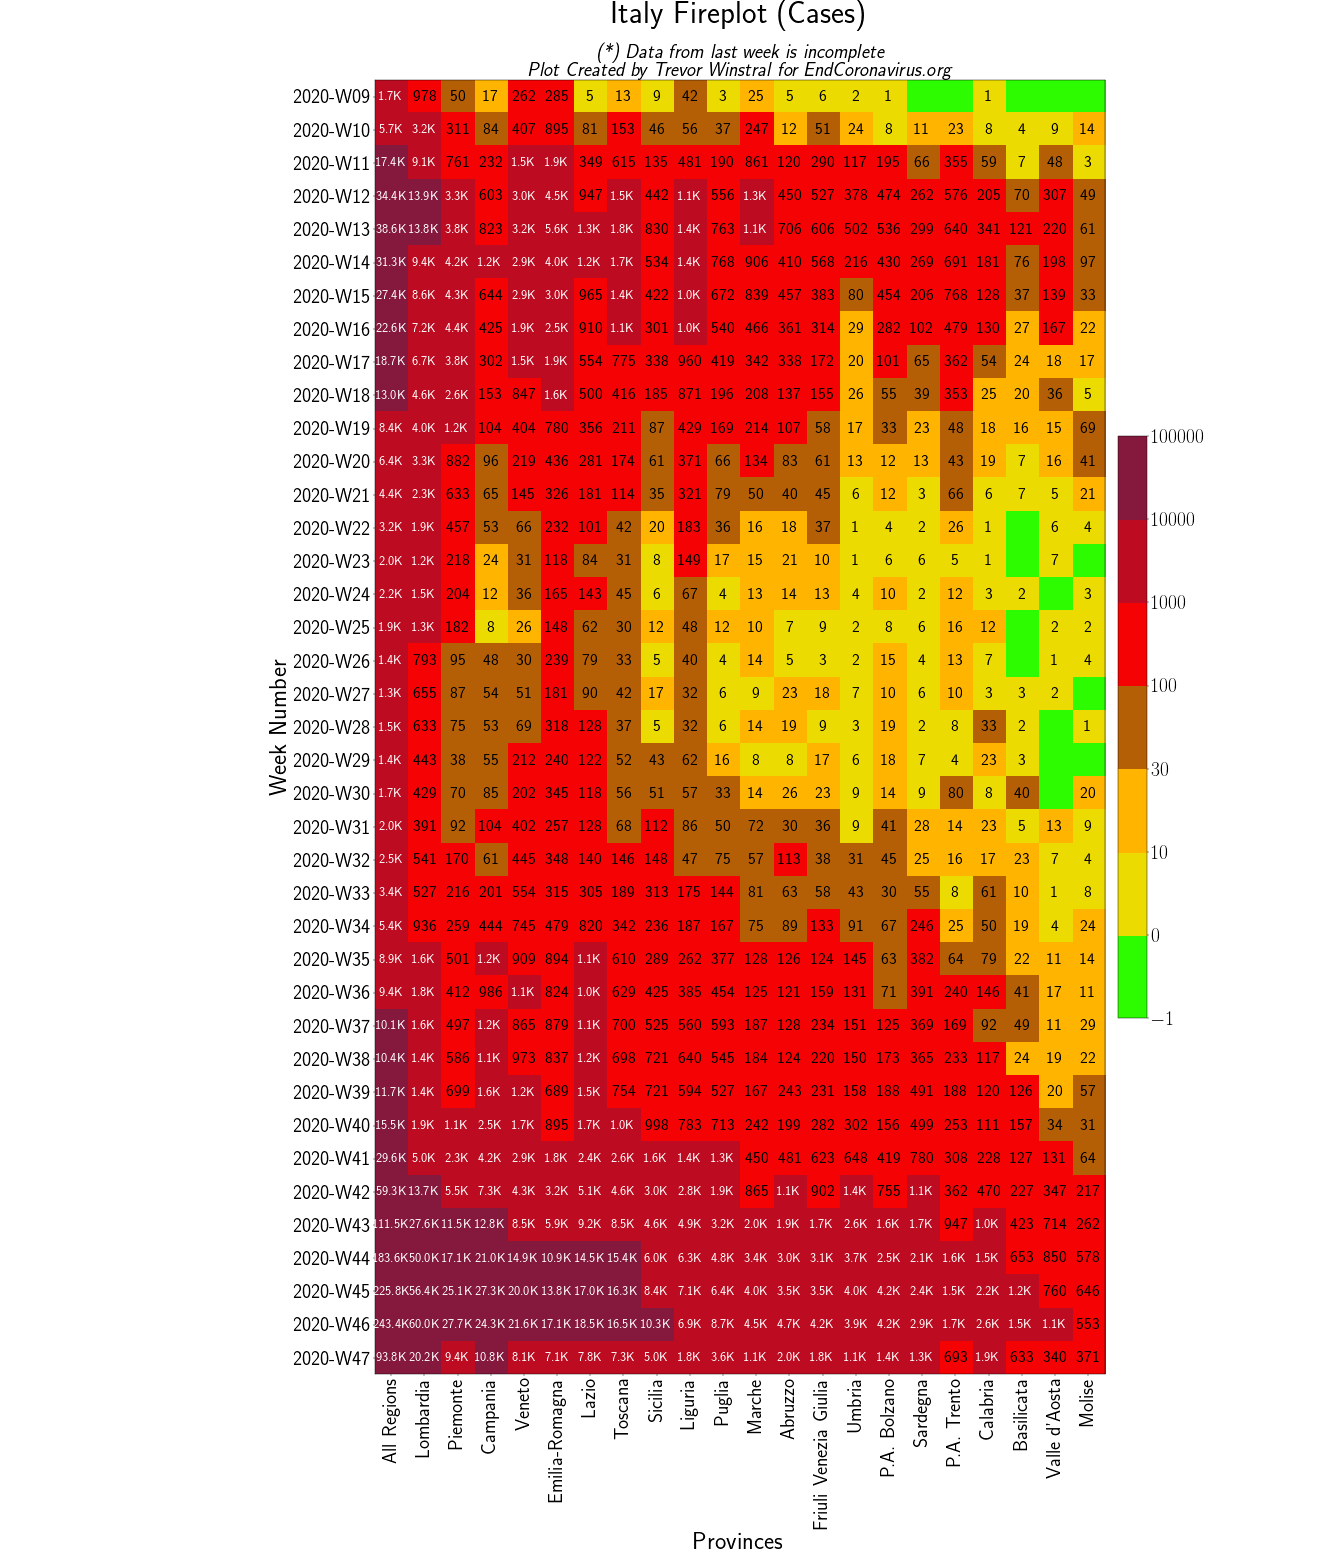 Italy Fireplot (Cases)
(*) Data from last week is incomplete
Plot Created by Trevor Winstral for EndCoronavirus.org
2020-W09 1.7K 978 50 17 262 285 5 13 9 42 3 25 5 6 2 1 1
2020-W10 5.7K 3.2K 311 84 407 895 81 153 46 56 37 247 12 51 24 8 11 23 8 4 9 14
2020-W11 17.4K 9.1K 761 232 1.5K 1.9K 349 615 135 481 190 861 120 290 117 195 66 355 59 7 48 3
2020-W12 34.4K 13.9K 3.3K 603 3.0K 4.5K 947 1.5K 442 1.1K 556 1.3K 450 527 378 474 262 576 205 70 307 49
2020-W13 38.6K 13.8K 3.8K 823 3.2K 5.6K 1.3K 1.8K 830 1.4K 763 1.1K 706 606 502 536 299 640 341 121 220 61
2020-W14 31.3K 9.4K 4.2K 1.2K 2.9K 4.0K 1.2K 1.7K 534 1.4K 768 906 410 568 216 430 269 691 181 76 198 97
2020-W15 27.4K 8.6K 4.3K 644 2.9K 3.0K 965 1.4K 422 1.0K 672 839 457 383 80 454 206 768 128 37 139 33
2020-W16 22.6K 7.2K 4.4K 425 1.9K 2.5K 910 1.1K 301 1.0K 540 466 361 314 29 282 102 479 130 27 167 22
2020-W17 18.7K 6.7K 3.8K 302 1.5K 1.9K 554 775 338 960 419 342 338 172 20 101 65 362 54 24 18 17
2020-W18 13.0K 4.6K 2.6K 153 847 1.6K 500 416 185 871 196 208 137 155 26 55 39 353 25 20 36 5
2020-W19 8.4K 4.0K 1.2K 104 404 780 356 211 87 429 169 214 107 58 17 33 23 48 18 16 15 69
2020-W20 6.4K 3.3K 882 96 219 436 281 174 61 371 66 134 83 61 13 12 13 43 19 7 16 41
2020-W21 4.4K 2.3K 633 65 145 326 181 114 35 321 79 50 40 45 6 12 3 66 6 7 5 21
2020-W22 3.2K 1.9K 457 53 66 232 101 42 20 183 36 16 18 37 1 4 2 26 1 6 4
2020-W23 2.0K 1.2K 218 24 31 118 84 31 8 149 17 15 21 10 1 6 6 5 1 7
2020-W24 2.2K 1.5K 204 12 36 165 143 45 6 67 4 13 14 13 4 10 2 12 3 2 3
2020-W25 1.9K 1.3K 182 8 26 148 62 30 12 48 12 10 7 9 2 8 6 16 12 2 2
2020-W26 1.4K 793 95 48 30 239 79 33 5 40 4 14 5 3 2 15 4 13 7 1 4
2020-W27 1.3K 655 87 54 51 181 90 42 17 32 6 9 23 18 7 10 6 10 3 3 2
2020-W28 1.5K 633 75 53 69 318 128 37 5 32 6 14 19 9 3 19 2 8 33 2 1
2020-W29 1.4K 443 38 55 212 240 122 52 43 62 16 8 8 17 6 18 7 4 23 3
2020-W30 1.7K 429 70 85 202 345 118 56 51 57 33 14 26 23 9 14 9 80 8 40 20
2020-W31 2.0K 391 92 104 402 257 128 68 112 86 50 72 30 36 9 41 28 14 23 5 13 9
2020-W32 2.5K 541 170 61 445 348 140 146 148 47 75 57 113 38 31 45 25 16 17 23 7 4
2020-W33 3.4K 527 216 201 554 315 305 189 313 175 144 81 63 58 43 30 55 8 61 10 1 8
2020-W34 5.4K 936 259 444 745 479 820 342 236 187 167 75 89 133 91 67 246 25 50 19 4 24
2020-W35 8.9K 1.6K 501 1.2K 909 894 1.1K 610 289 262 377 128 126 124 145 63 382 64 79 22 11 14
2020-W36 9.4K 1.8K 412 986 1.1K 824 1.0K 629 425 385 454 125 121 159 131 71 391 240 146 41 17 11
2020-W37 10.1K 1.6K 497 1.2K 865 879 1.1K 700 525 560 593 187 128 234 151 125 369 169 92 49 11 29
2020-W38 10.4K 1.4K 586 1.1K 973 837 1.2K 698 721 640 545 184 124 220 150 173 365 233 117 24 19 22
2020-W39 11.7K 1.4K 699 1.6K 1.2K 689 1.5K 754 721 594 527 167 243 231 158 188 491 188 120 126 20 57
2020-W40 15.5K 1.9K 1.1K 2.5K 1.7K 895 1.7K 1.0K 998 783 713 242 199 282 302 156 499 253 111 157 34 31
2020-W41 29.6K 5.0K 2.3K 4.2K 2.9K 1.8K 2.4K 2.6K 1.6K 1.4K 1.3K 450 481 623 648 419 780 308 228 127 131 64
2020-W42 59.3K 13.7K 5.5K 7.3K 4.3K 3.2K 5.1K 4.6K 3.0K 2.8K 1.9K 865 1.1K 902 1.4K 755 1.1K 362 470 227 347 217
2020-W43 111.5K 27.6K 11.5K 12.8K 8.5K 5.9K 9.2K 8.5K 4.6K 4.9K 3.2K 2.0K 1.9K 1.7K 2.6K 1.6K 1.7K 947 1.0K 423 714 262
2020-W44 183.6K 50.0K 17.1K 21.0K 14.9K 10.9K 14.5K 15.4K 6.0K 6.3K 4.8K 3.4K 3.0K 3.1K 3.7K 2.5K 2.1K 1.6K 1.5K 653 850 578
2020-W45 225.8K 56.4K 25.1K 27.3K 20.0K 13.8K 17.0K 16.3K 8.4K 7.1K 6.4K 4.0K 3.5K 3.5K 4.0K 4.2K 2.4K 1.5K 2.2K 1.2K 760 646
2020-W46 243.4K 60.0K 27.7K 24.3K 21.6K 17.1K 18.5K 16.5K 10.3K 6.9K 8.7K 4.5K 4.7K 4.2K 3.9K 4.2K 2.9K 1.7K 2.6K 1.5K 1.1K 553
2020-W47 93.8K 20.2K 9.4K 10.8K 8.1K 7.1K 7.8K 7.3K 5.0K 1.8K 3.6K 1.1K 2.0K 1.8K 1.1K 1.4K 1.3K 693 1.9K 633 340 371
Week Number
All Regions
Lombardia
Piemonte
Campania
Veneto
Emilia-Romagna
Lazio
Toscana
Sicilia
Liguria
Puglia
Marche
Abruzzo
Friuli Venezia Giulia
Umbria
P.A. Bolzano
Sardegna
P.A. Trento
Calabria
Basilicata
Valle d'Aosta
Molise
Provinces
100000
10000
1000
100
30
10
0
−1